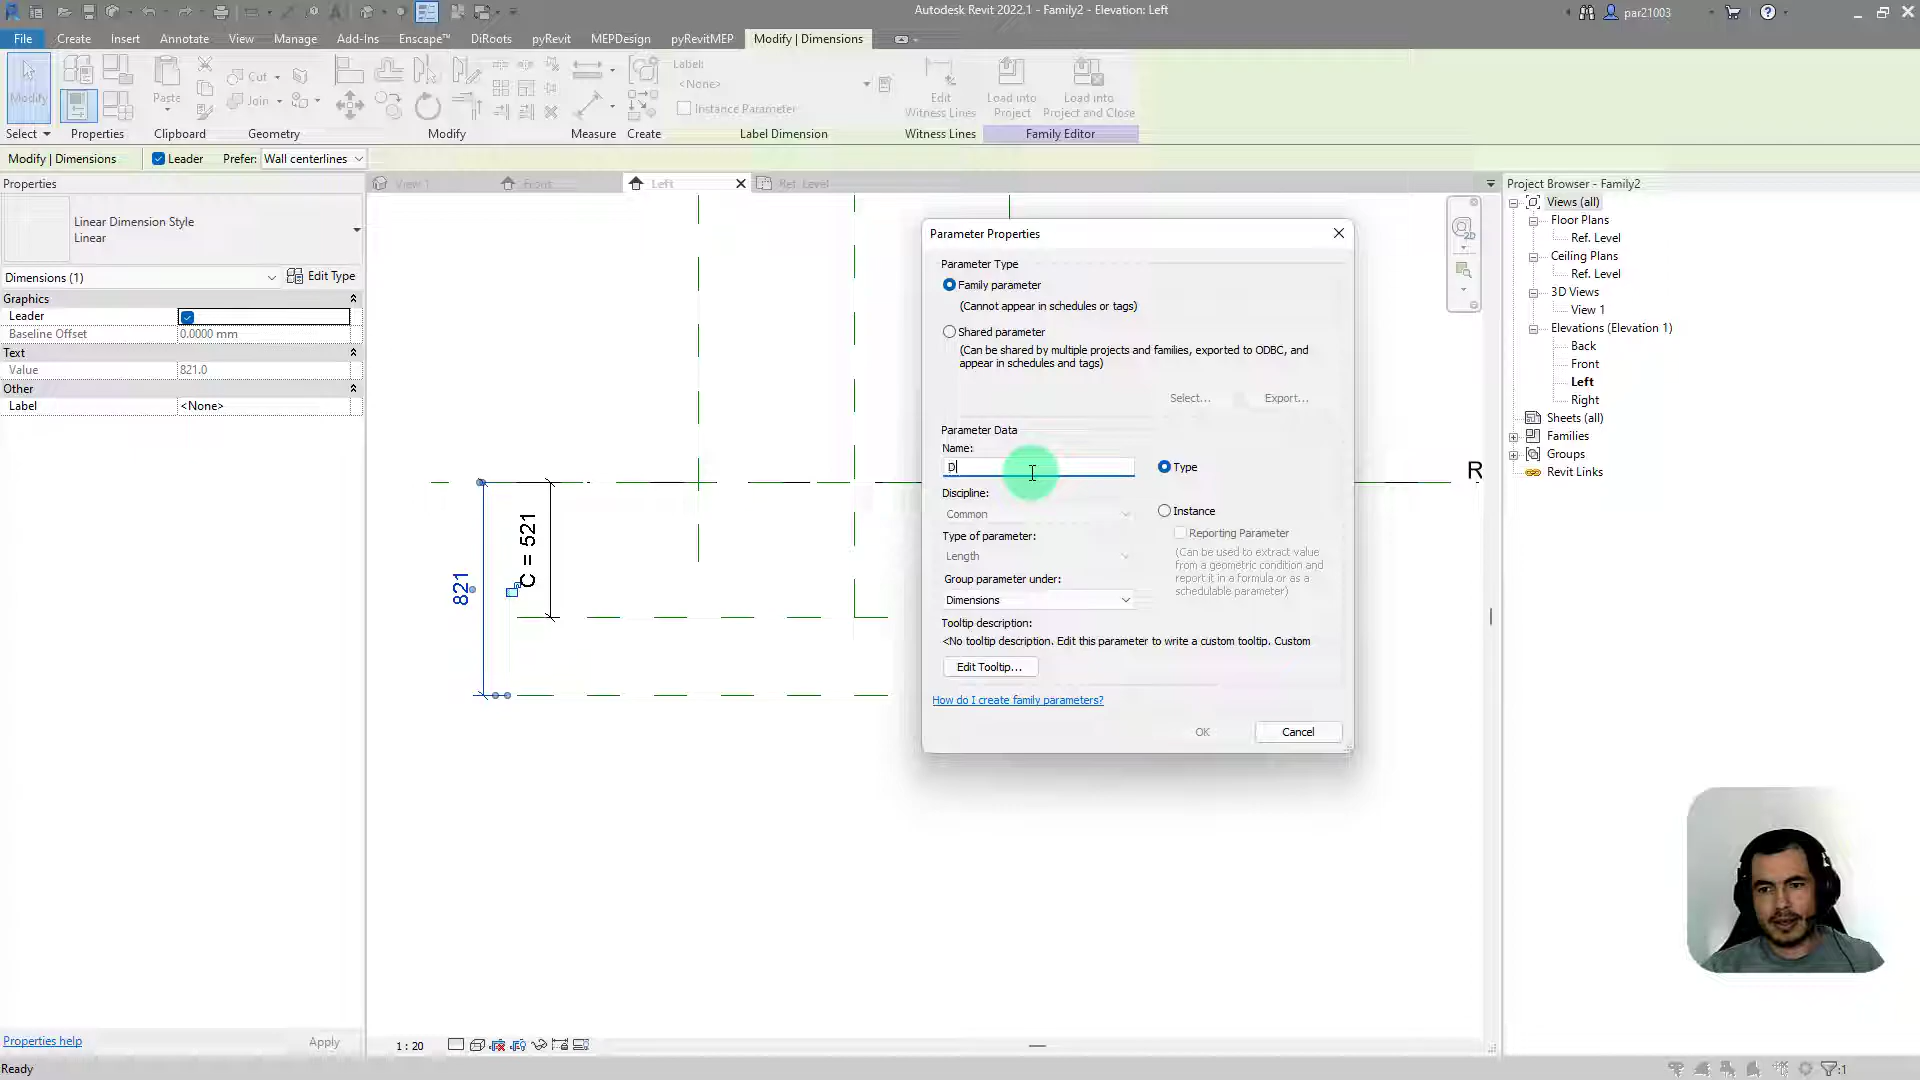 Autodesk Revit 2022.1 - Family2 - Elevation: Left
par21003
File Create Insert Annotate View Manage Add-Ins Enscape™ DiRoots pyRevit MEPDesign pyRevitMEP Modify | Dimensions
Modify
Paste
Cut
Join
Label:
<None>
Instance Parameter
Edit Witness Lines
Load into Project
Load into Project and Close
Select Properties Clipboard Geometry Modify Measure Create Label Dimension Witness Lines Family Editor
Modify | Dimensions Leader Prefer: Wall centerlines
Properties
View 1 Front Left Ref. Level
Linear Dimension Style
Linear
Dimensions (1) Edit Type
Graphics
Leader
Baseline Offset 0.0000 mm
Text
Value 821.0
Other
Label <None>
821
C = 521
R
2D
Parameter Properties
Parameter Type
Family parameter
(Cannot appear in schedules or tags)
Shared parameter
(Can be shared by multiple projects and families, exported to ODBC, and
appear in schedules and tags)
Select... Export...
Parameter Data
Name:
D
Type
Discipline:
Common
Instance
Reporting Parameter
Type of parameter:
Length
(Can be used to extract value
from a geometric condition and
report it in a formula or as a
schedulable parameter)
Group parameter under:
Dimensions
Tooltip description:
<No tooltip description. Edit this parameter to write a custom tooltip. Custom
Edit Tooltip...
How do I create family parameters?
OK Cancel
Project Browser - Family2
Views (all)
Floor Plans
Ref. Level
Ceiling Plans
Ref. Level
3D Views
View 1
Elevations (Elevation 1)
Back
Front
Left
Right
Sheets (all)
Families
Groups
Revit Links
Properties help Apply
1 : 20
Ready
:1